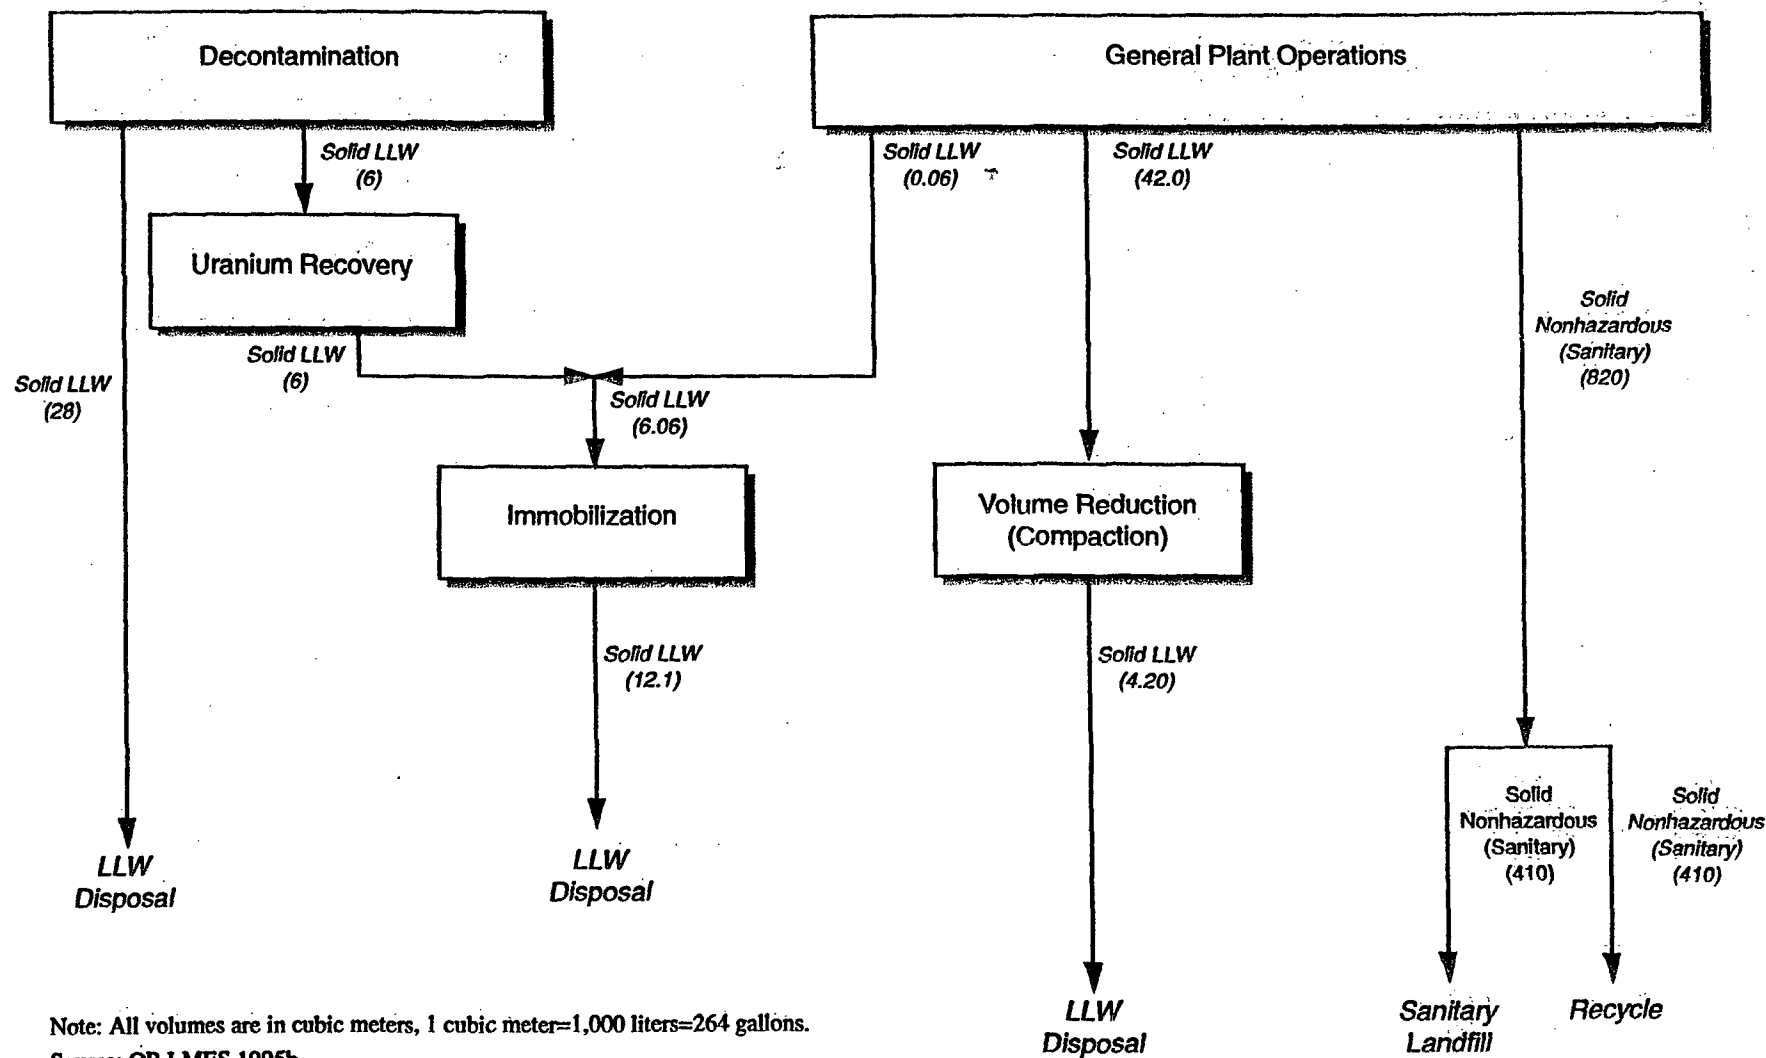 Decontamination
General Plant Operations
Solid LLW
(6)
Solid LLW
(0.06)
Solid LLW
(42.0)
Uranium Recovery
Solid
Nonhazardous
(Sanitary)
(820)
Solid LLW
(6)
Solid LLW
(28)
Solid LLW
(6.06)
Immobilization
Volume Reduction
(Compaction)
Solid LLW
(12.1)
Solid LLW
(4.20)
Solid
Nonhazardous
(Sanitary)
(410)
Solid
Nonhazardous
(Sanitary)
(410)
LLW
Disposal
LLW
Disposal
LLW
Disposal
Sanitary
Landfill
Recycle
Note: All volumes are in cubic meters, 1 cubic meter=1,000 liters=264 gallons.